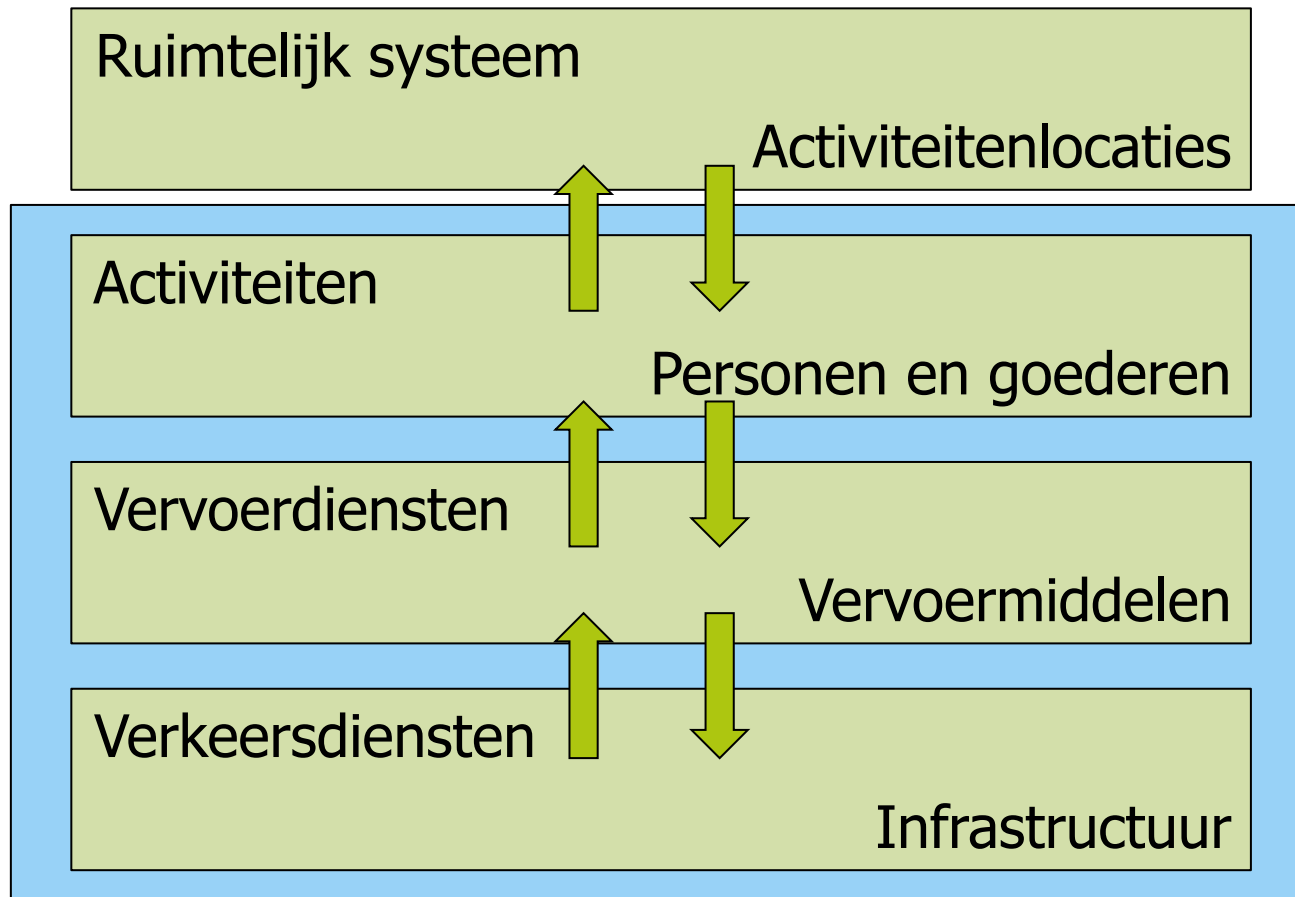 Ruimtelijk systeem
Activiteitenlocaties
Activiteiten
Personen en goederen
Vervoerdiensten
Vervoermiddelen
Verkeersdiensten
Infrastructuur